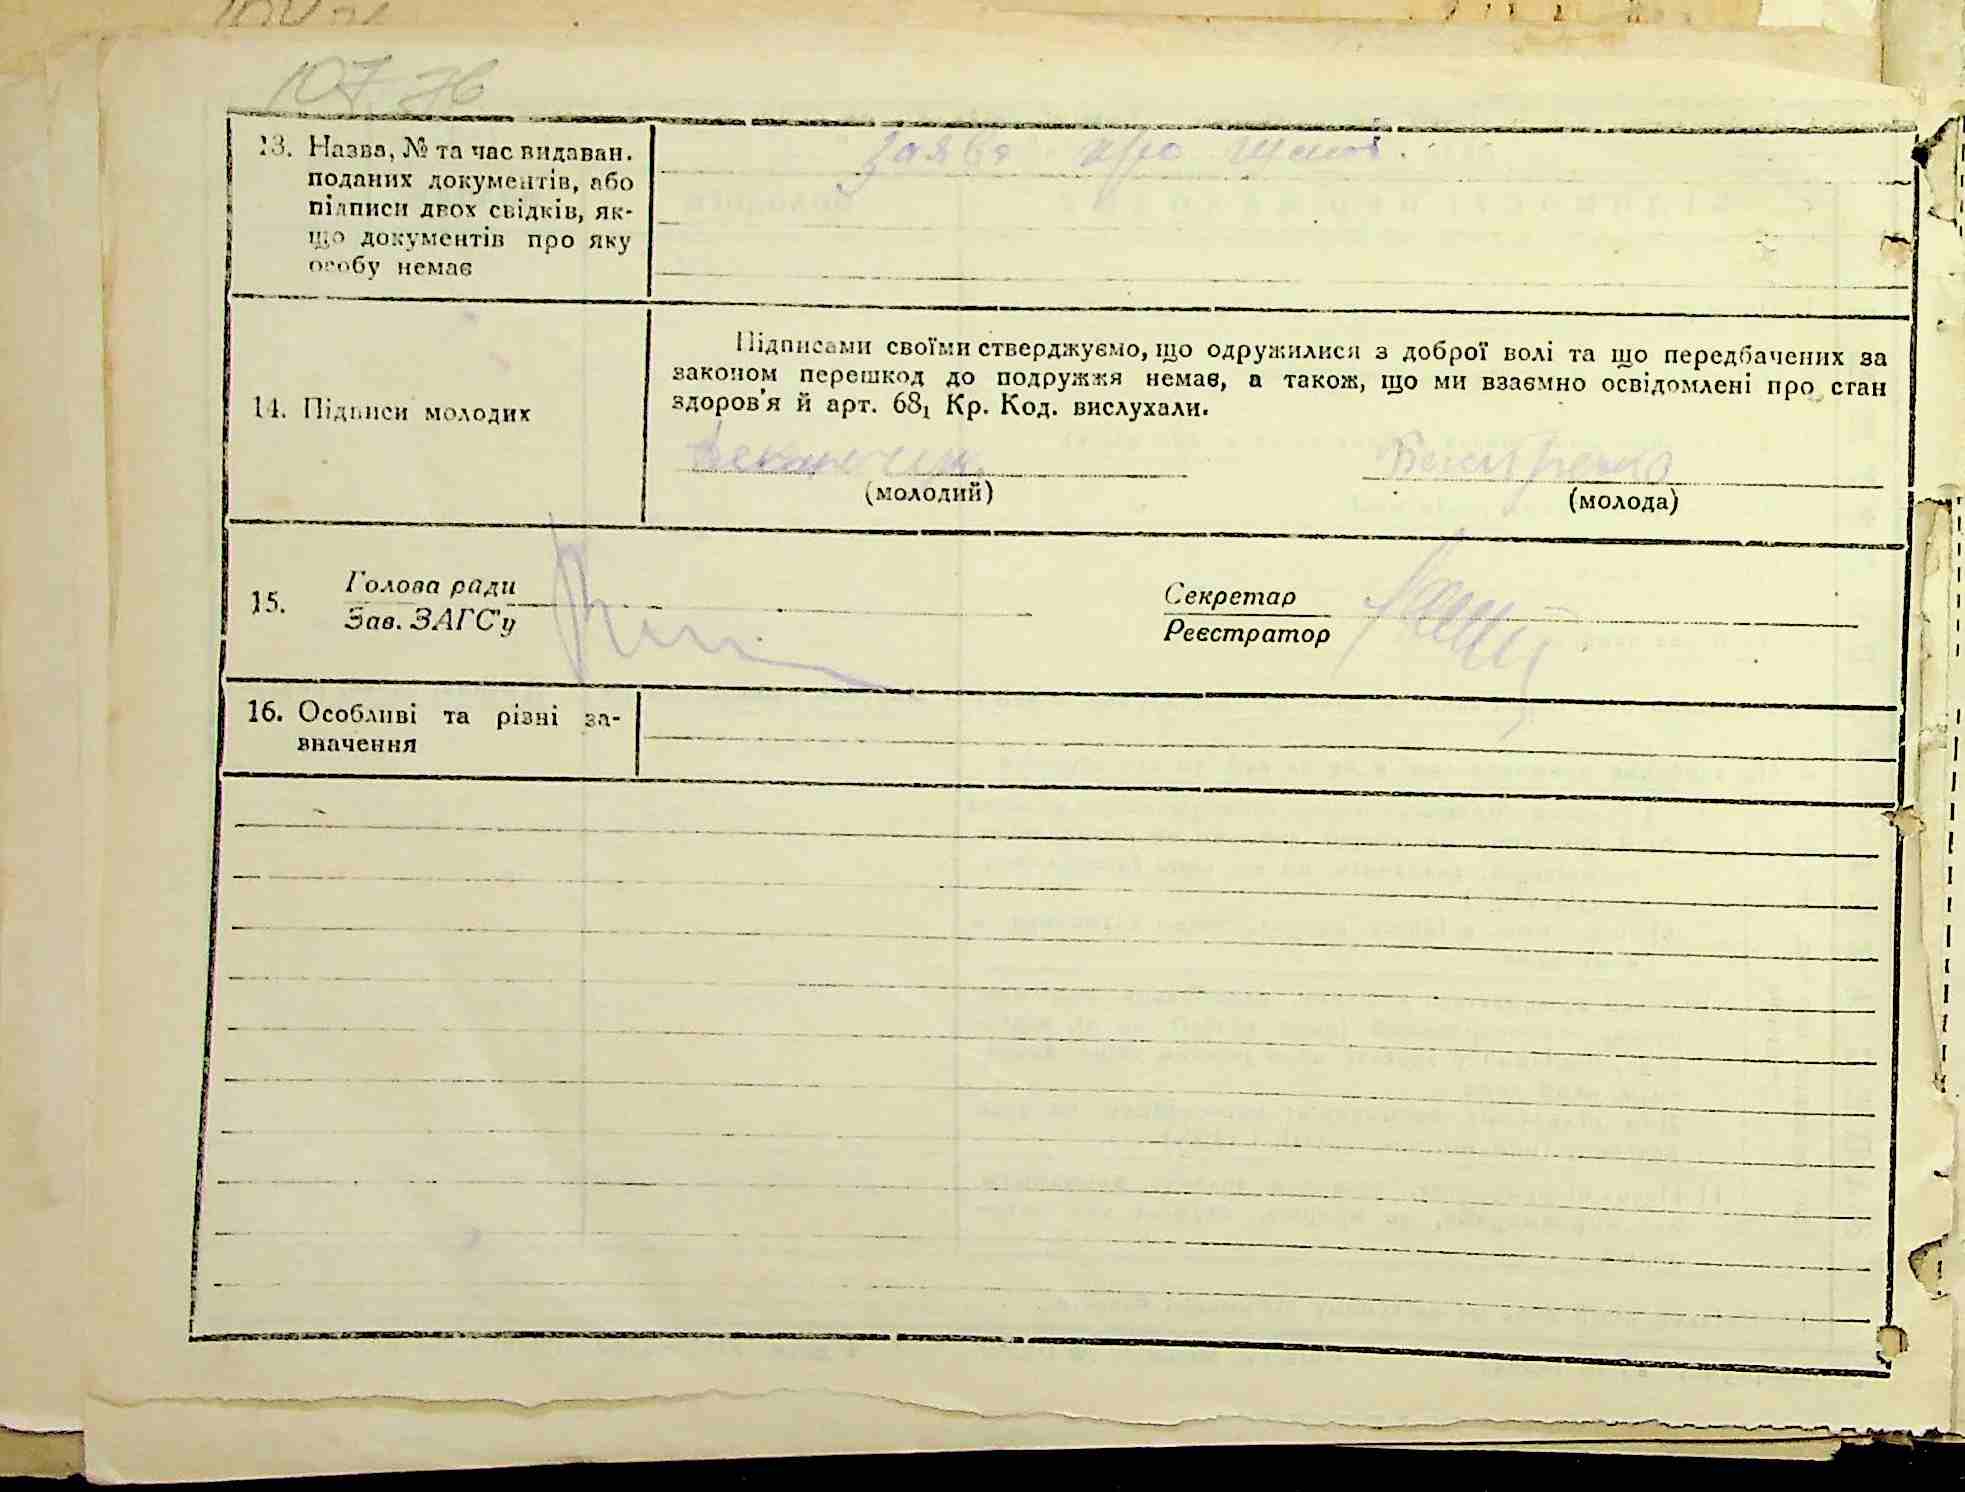 107.
13. Назва, № та час видаван.
поданих документів, або
підписи двох свідків, як-
що документів про яку
особу немає
заява про
14. Підписи молодих
Підписами своїми стверджуємо, що одружилися з доброї волі та що передбачених за
законом перешкод до подружжя немає, а також, що ми взаємно освідомлені про стан
здоров'я й арт. 68₁ Кр. Код. вислухали.
(молодий)
(молода)
15.
Голова ради
Зав. ЗАГС'у
Секретар
Реєстратор
16. Особливі та різні за-
значення